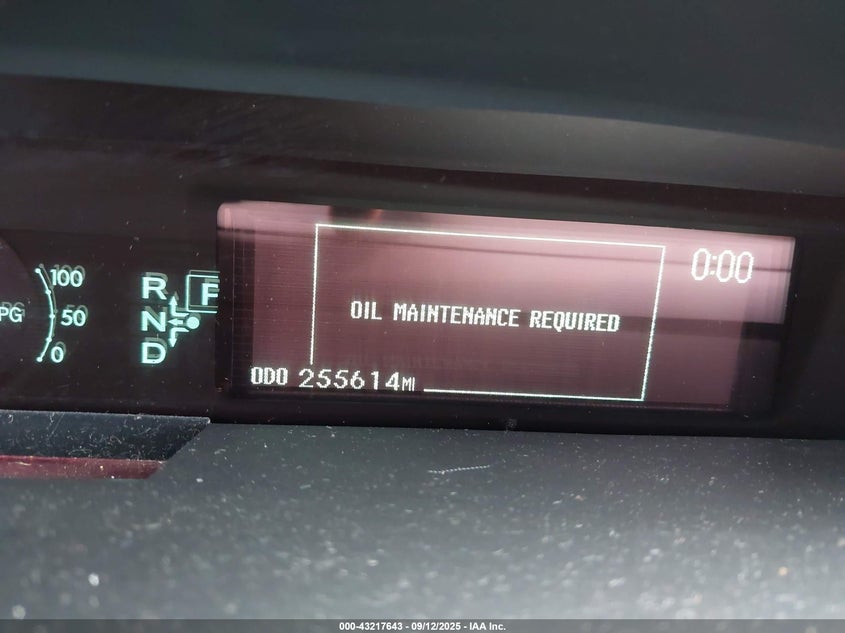 100
50
0
PG
R
N
D
P
0:00
OIL MAINTENANCE REQUIRED
ODO 255614MI
000-43217643 - 09/12/2025 - IAA Inc.